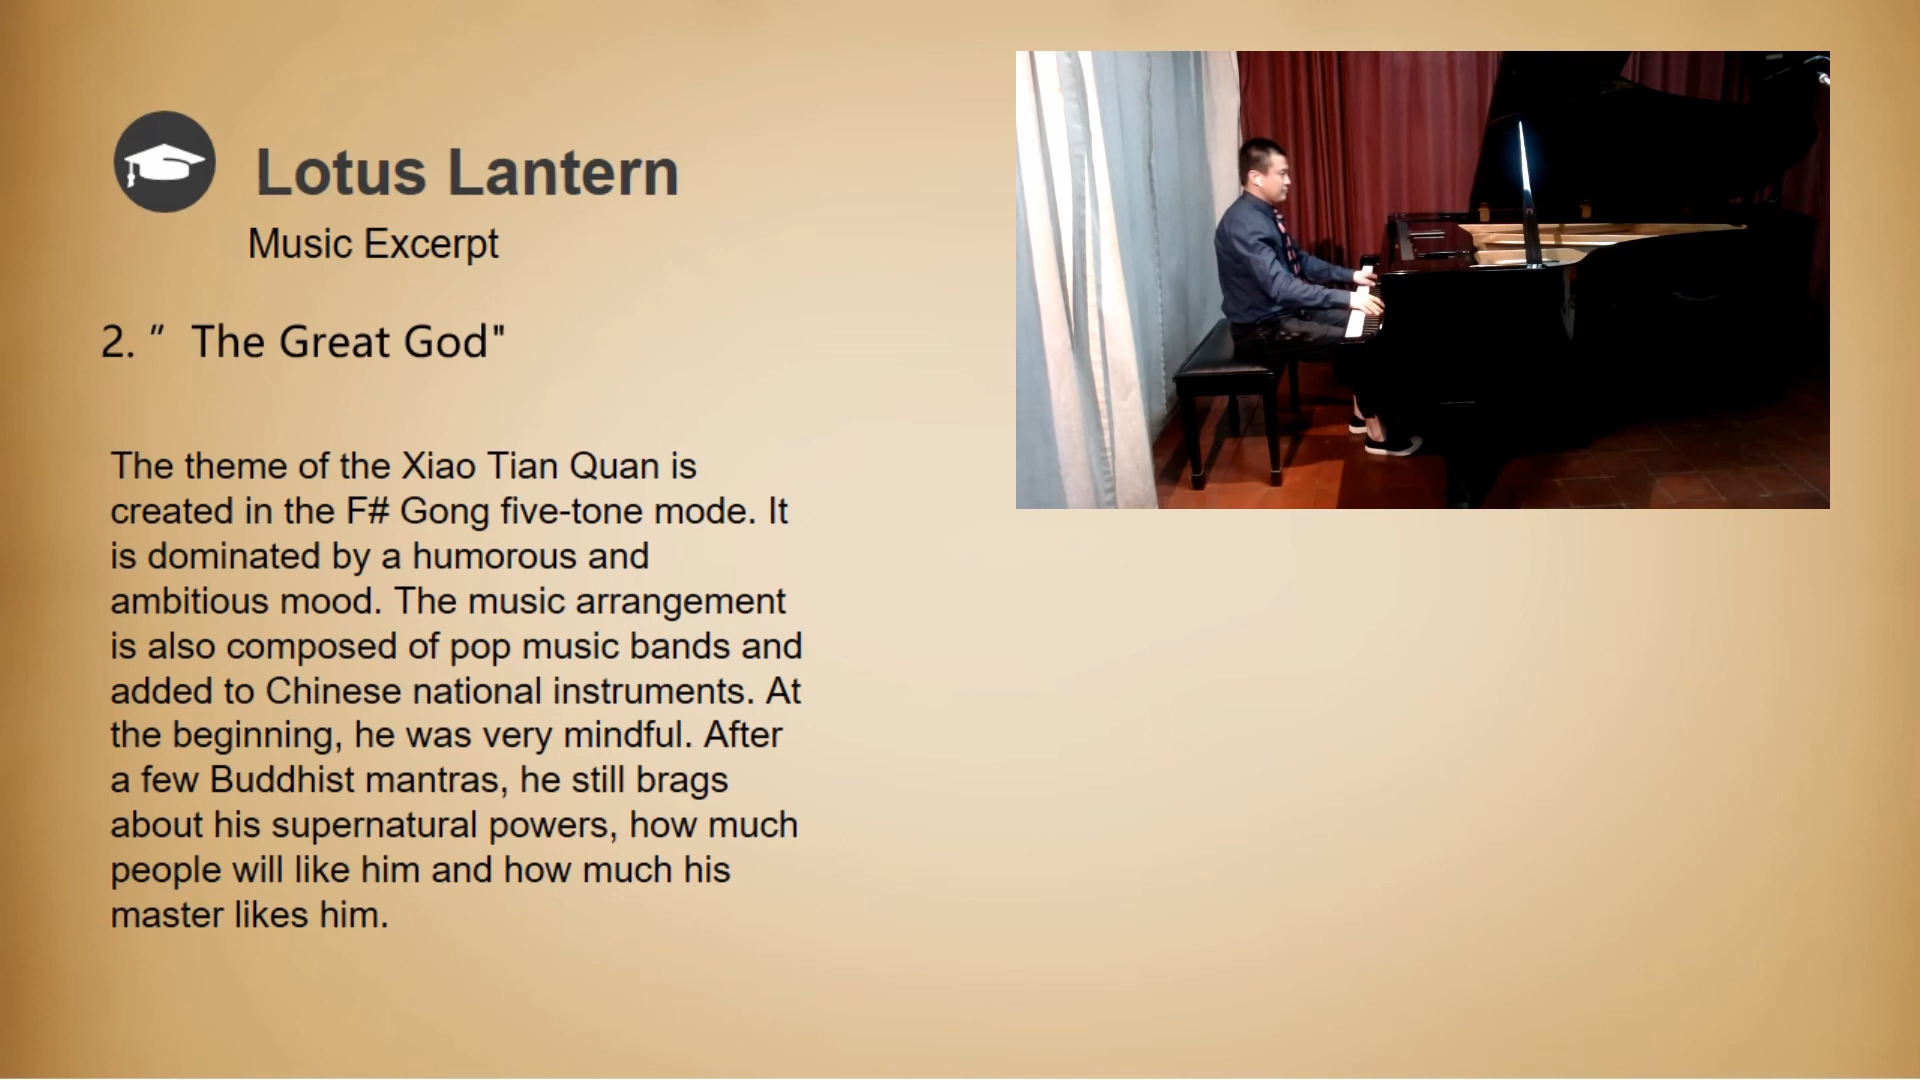 Lotus Lantern
Music Excerpt
2. “ The Great God"
The theme of the Xiao Tian Quan is
created in the F# Gong five-tone mode. It
is dominated by a humorous and
ambitious mood. The music arrangement
is also composed of pop music bands and
added to Chinese national instruments. At
the beginning, he was very mindful. After
a few Buddhist mantras, he still brags
about his supernatural powers, how much
people will like him and how much his
master likes him.